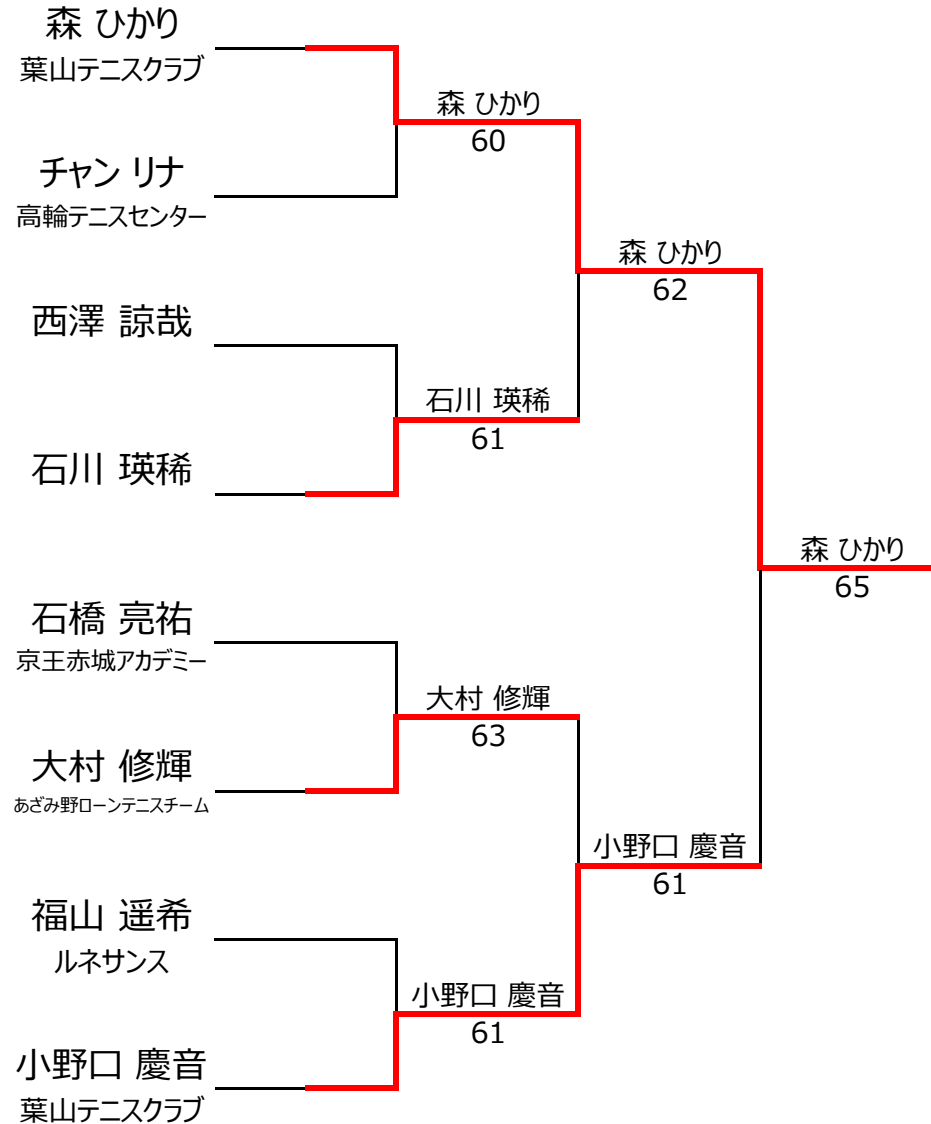 森 ひかり
葉山テニスクラブ
森 ひかり
60
チャン リナ
高輪テニスセンター
森 ひかり
62
西澤 諒哉
石川 瑛稀
61
石川 瑛稀
森 ひかり
65
石橋 亮祐
京王赤城アカデミー
大村 修輝
63
大村 修輝
あざみ野ローンテニスチーム
小野口 慶音
61
福山 遥希
ルネサンス
小野口 慶音
61
小野口 慶音
葉山テニスクラブ